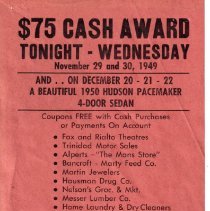 $75 CASH AWARD
TONIGHT - WEDNESDAY
November 29 and 30, 1949
AND . . ON DECEMBER 20 - 21 - 22
A BEAUTIFUL 1950 HUDSON PACEMAKER
4-DOOR SEDAN
Coupons FREE with Cash Purchases
or Payments On Account
• Fox and Rialto Theatres
• Trinidad Motor Sales
• Alperts - "The Mans Store"
• Bancroft - Marty Feed Co.
• Martin Jewelers
• Hausman Drug Co.
• Nelson's Groc. & Mkt.
• Messer Lumber Co.
• Home Laundry & Dry Cleaners